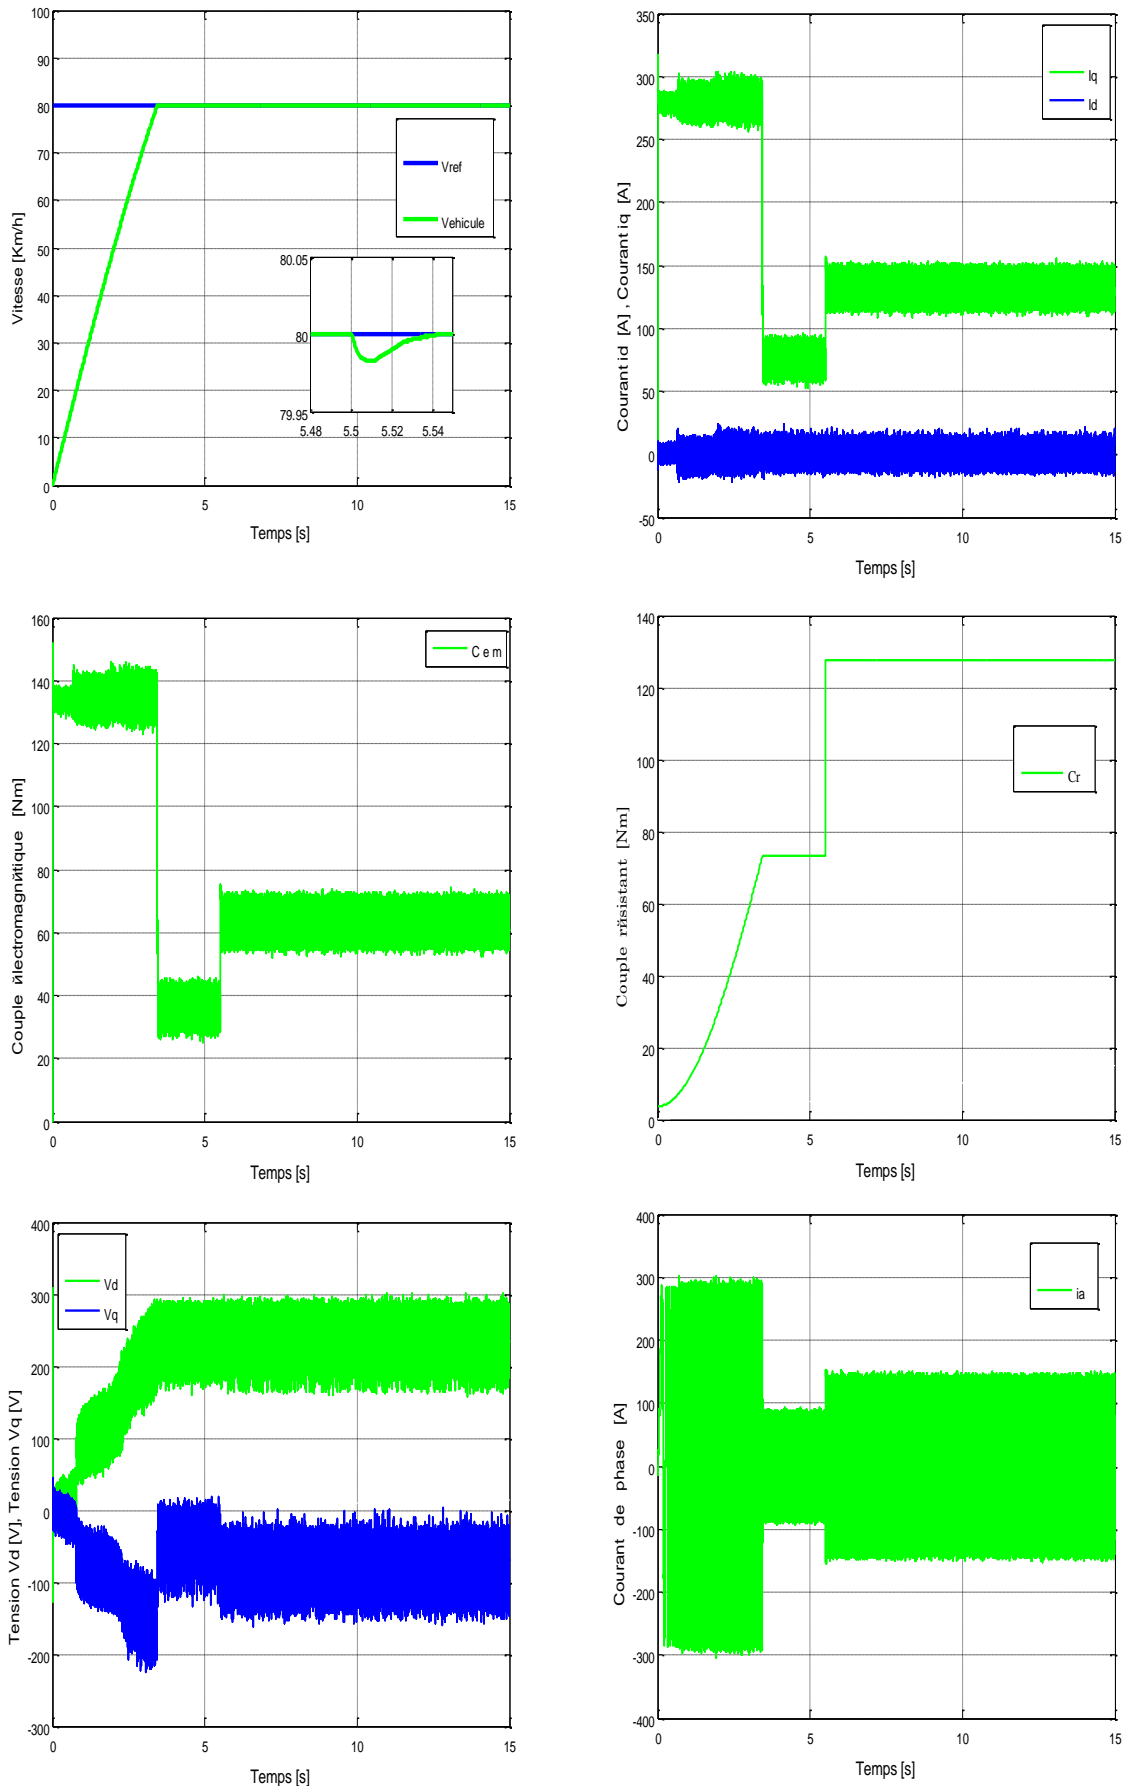 100
90
80
70
60
50
40
30
20
10
0
Vitesse [Km/h]
Vref
Vehicule
80.05
80
79.95
5.48 5.5 5.52 5.54
0 5 10 15
Temps [s]
350
300
250
200
150
100
50
0
-50
Courant id [A] , Courant iq [A]
Iq
Id
0 5 10 15
Temps [s]
160
140
120
100
80
60
40
20
0
Couple йlectromagnйtique [Nm]
C e m
0 5 10 15
Temps [s]
140
120
100
80
60
40
20
0
Couple rйsistant [Nm]
Cr
0 5 10 15
Temps [s]
400
300
200
100
0
-100
-200
-300
Tension Vd [V], Tension Vq [V]
Vd
Vq
0 5 10 15
Temps [s]
400
300
200
100
0
-100
-200
-300
-400
Courant de phase [A]
ia
0 5 10 15
Temps [s]